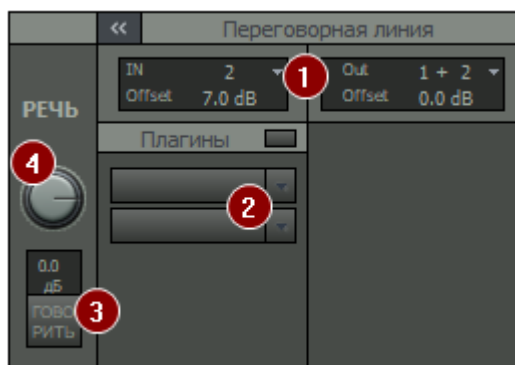 «
Переговорная линия
IN 2
Offset 7.0 dB
1
Out 1 + 2
Offset 0.0 dB
РЕЧЬ
Плагины
4
2
0.0
дБ
ГОВО
РИТЬ
3